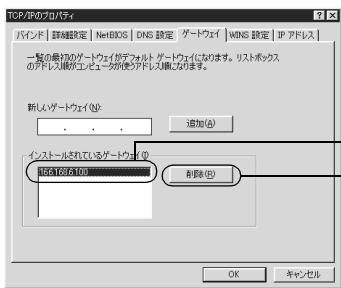 TCP/IPのプロパティ
バインド 詳細設定 NetBIOS DNS 設定 ゲートウェイ WINS 設定 IP アドレス
一覧の最初のゲートウェイがデフォルト ゲートウェイになります。リストボックス
のアドレス順がコンピュータが使うアドレス順になります。
新しいゲートウェイ(N):
追加(A)
インストールされているゲートウェイ(I)
166.168.6.100
削除(R)
OK キャンセル